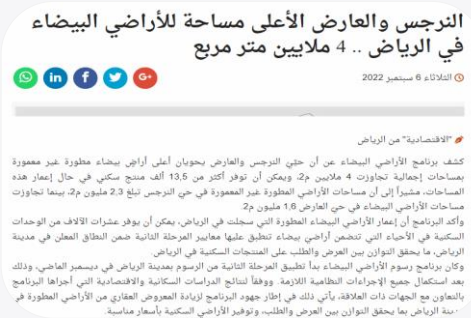 النرجس والعارض الأعلى مساحة للأراضي البيضاء
في الرياض .. 4 ملايين متر مربع
الثلاثاء 6 سبتمبر 2022
"الاقتصادية" من الرياض
كشف برنامج الأراضي البيضاء عن أن حيّي النرجس والعارض يحويان أعلى أراضٍ بيضاء مطورة غير معمورة
بمساحات إجمالية تجاوزت 4 ملايين م2، ويمكن أن توفر أكثر من 13,5 ألف منتج سكني في حال إعمار هذه
المساحات، مشيراً إلى أن مساحات الأراضي المطورة غير المعمورة في حي النرجس تبلغ 2,3 مليون م2، بينما تجاوزت
مساحات الأراضي البيضاء في حي العارض 1,6 مليون م2.
وأكد البرنامج أن إعمار الأراضي البيضاء المطورة التي سجلت في الرياض، يمكن أن يوفر عشرات الآلاف من الوحدات
السكنية في الأحياء التي تتضمن أراضي بيضاء تنطبق عليها معايير المرحلة الثانية ضمن النطاق المعلن في مدينة
الرياض، ما يحقق التوازن بين العرض والطلب على المنتجات السكنية في الرياض.
وكان برنامج رسوم الأراضي البيضاء بدأ تطبيق المرحلة الثانية من الرسوم بمدينة الرياض في ديسمبر الماضي، وذلك
بعد استكمال جميع الإجراءات النظامية اللازمة. ووفقاً لنتائج الدراسات السكانية والاقتصادية التي أجراها البرنامج
بالتعاون مع الجهات ذات العلاقة، يأتي ذلك في إطار جهود البرنامج لزيادة المعروض العقاري من الأراضي المطورة في
مدينة الرياض بما يحقق التوازن بين العرض والطلب، وتوفير الأراضي السكنية بأسعار مناسبة.